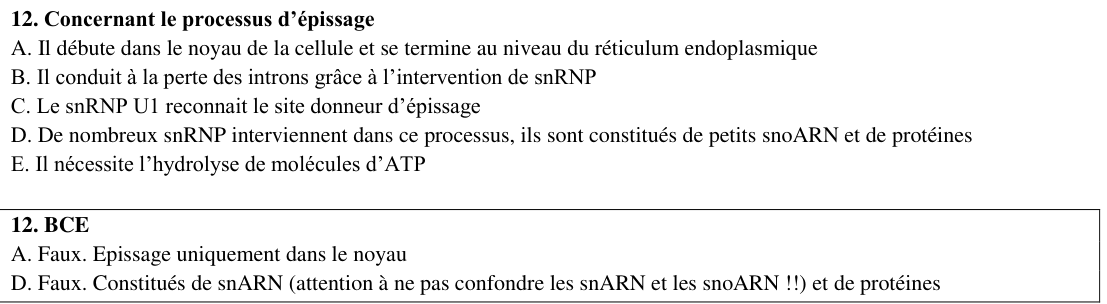 12. Concernant le processus d’épissage
A. Il débute dans le noyau de la cellule et se termine au niveau du réticulum endoplasmique
B. Il conduit à la perte des introns grâce à l’intervention de snRNP
C. Le snRNP U1 reconnait le site donneur d’épissage
D. De nombreux snRNP interviennent dans ce processus, ils sont constitués de petits snoARN et de protéines
E. Il nécessite l’hydrolyse de molécules d’ATP
12. BCE
A. Faux. Epissage uniquement dans le noyau
D. Faux. Constitués de snARN (attention à ne pas confondre les snARN et les snoARN !!) et de protéines